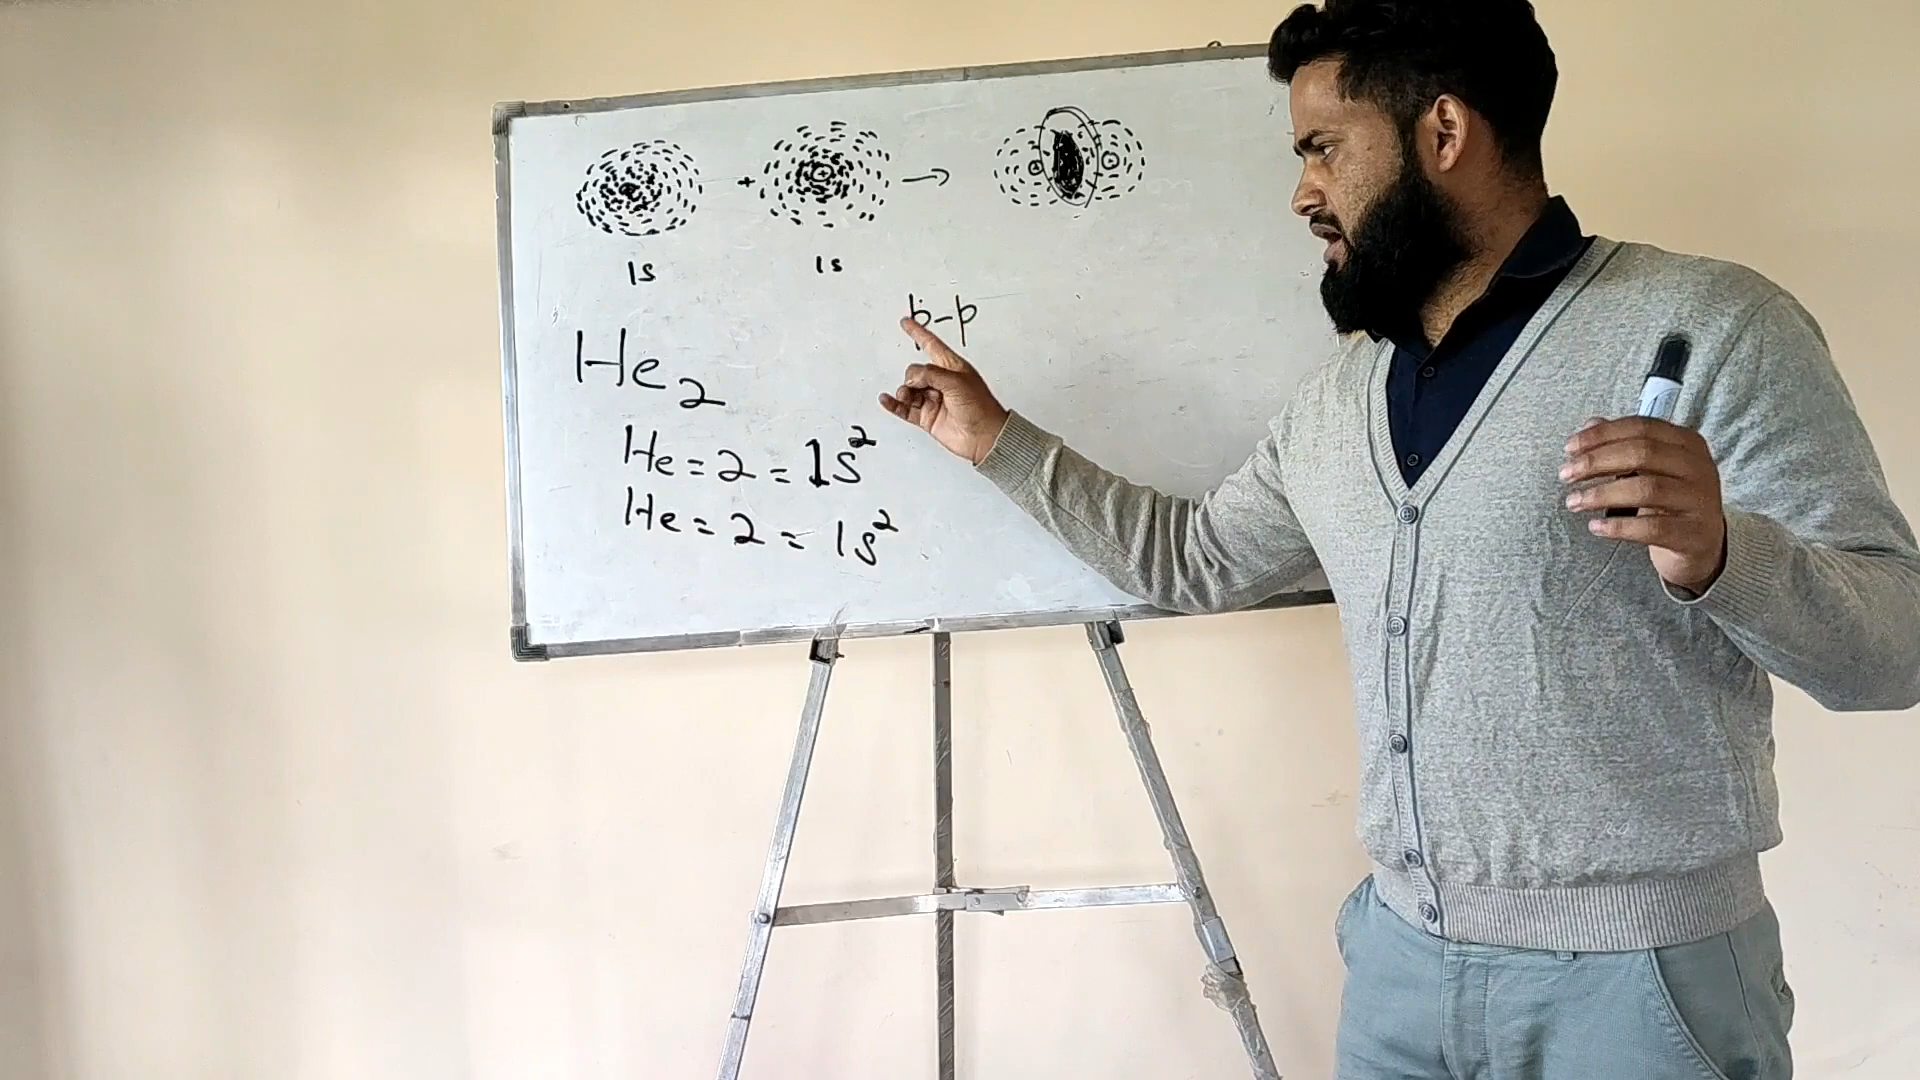 + →
1s 1s
p-p
He₂
He = 2 = 1s²
He = 2 = 1s²